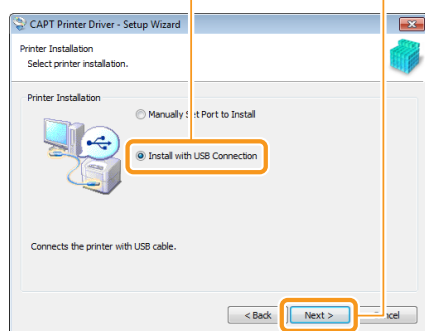 CAPT Printer Driver - Setup Wizard
Printer Installation
Select printer installation.
Printer Installation
Manually Set Port to Install
Install with USB Connection
Connects the printer with USB cable.
< Back
Next >
Cancel